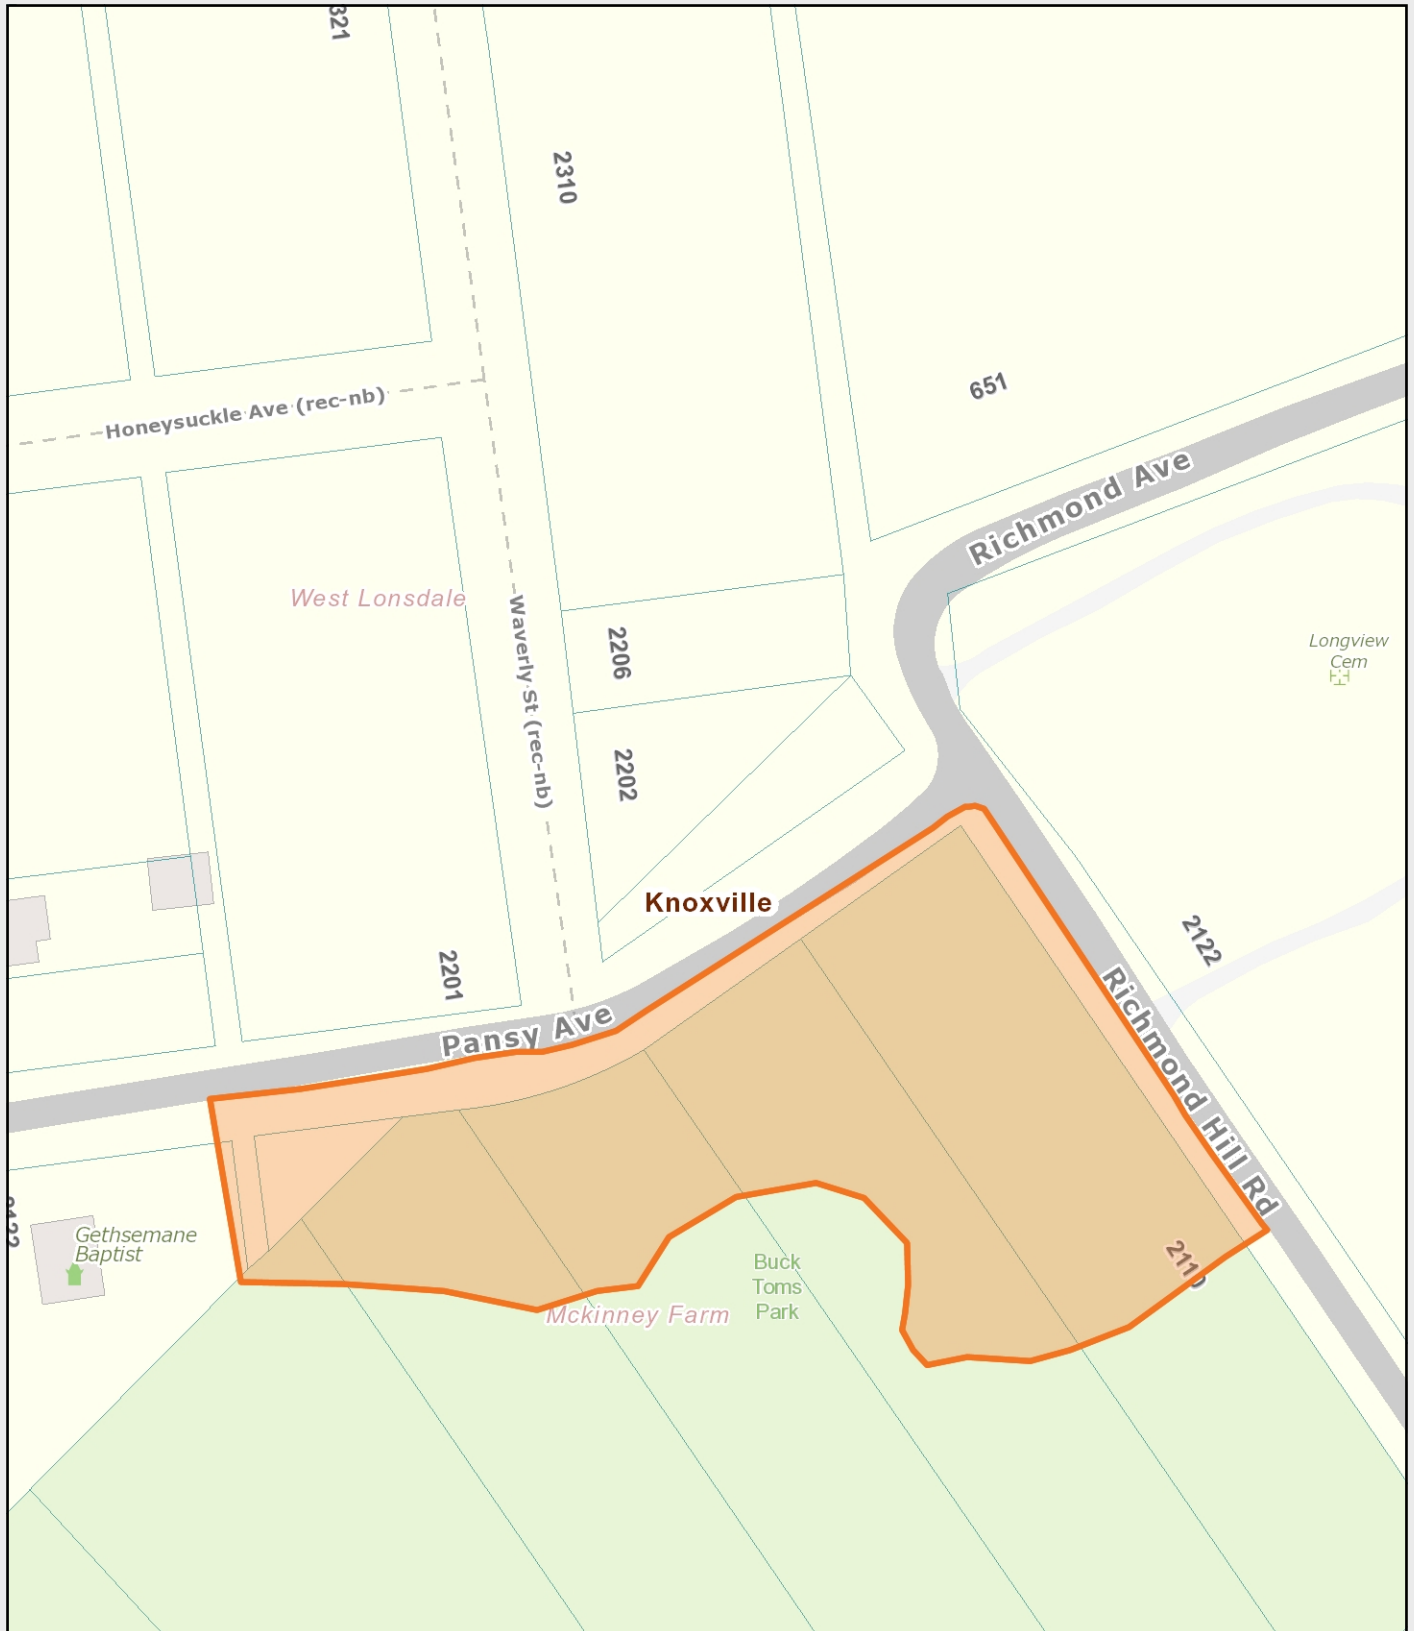 321
2310
651
Honeysuckle Ave (rec-nb)
Richmond Ave
West Lonsdale
Waverly St (rec-nb)
2206
Longview
Cem
2202
Knoxville
2122
2201
Pansy Ave
Richmond Hill Rd
Gethsemane
Baptist
Buck
Toms
Park
Mckinney Farm